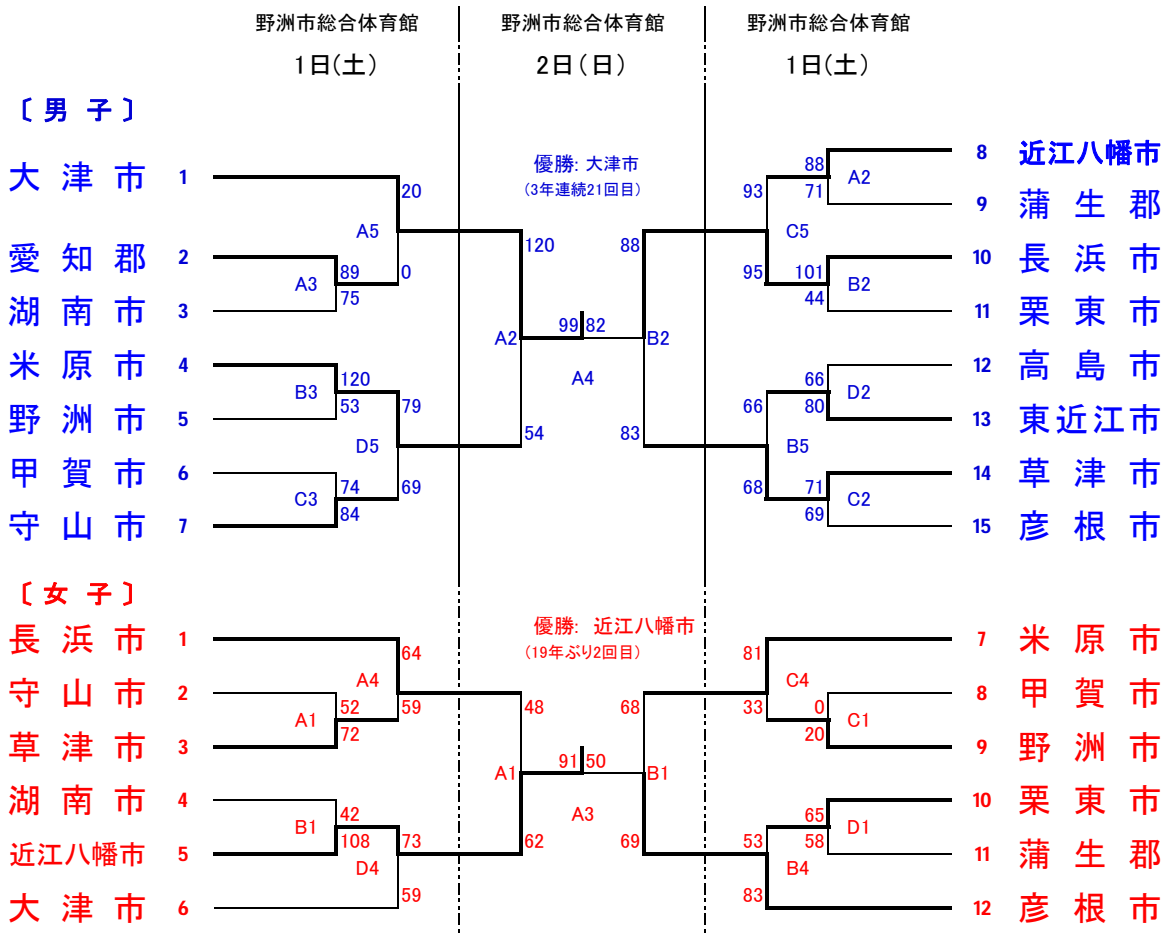 野洲市総合体育館 野洲市総合体育館 野洲市総合体育館
1日(土) 2日(日) 1日(土)
〔男子〕
優勝: 大津市
(3年連続21回目)
大津市 1 20
A5
愛知郡 2 89 0
A3
湖南市 3 75
米原市 4 120
B3
野洲市 5 53 79
D5
甲賀市 6 74 69
C3
守山市 7 84
120 88
A2 99 82 B2
A4
54 83
88 8 近江八幡市
93 A2
71 9 蒲生郡
C5
95 101 10 長浜市
B2
44 11 栗東市
66 12 高島市
D2
66 80 13 東近江市
B5
68 71 14 草津市
C2
69 15 彦根市
〔女子〕
優勝: 近江八幡市
(19年ぶり2回目)
長浜市 1 64
A4
守山市 2 52 59
A1
草津市 3 72
湖南市 4 42
B1
近江八幡市 5 108 73
D4
大津市 6 59
48 68
A1 91 50 B1
A3
62 69
81 7 米原市
C4
33 0 8 甲賀市
C1
20 9 野洲市
65 10 栗東市
D1
53 58 11 蒲生郡
B4
83 12 彦根市